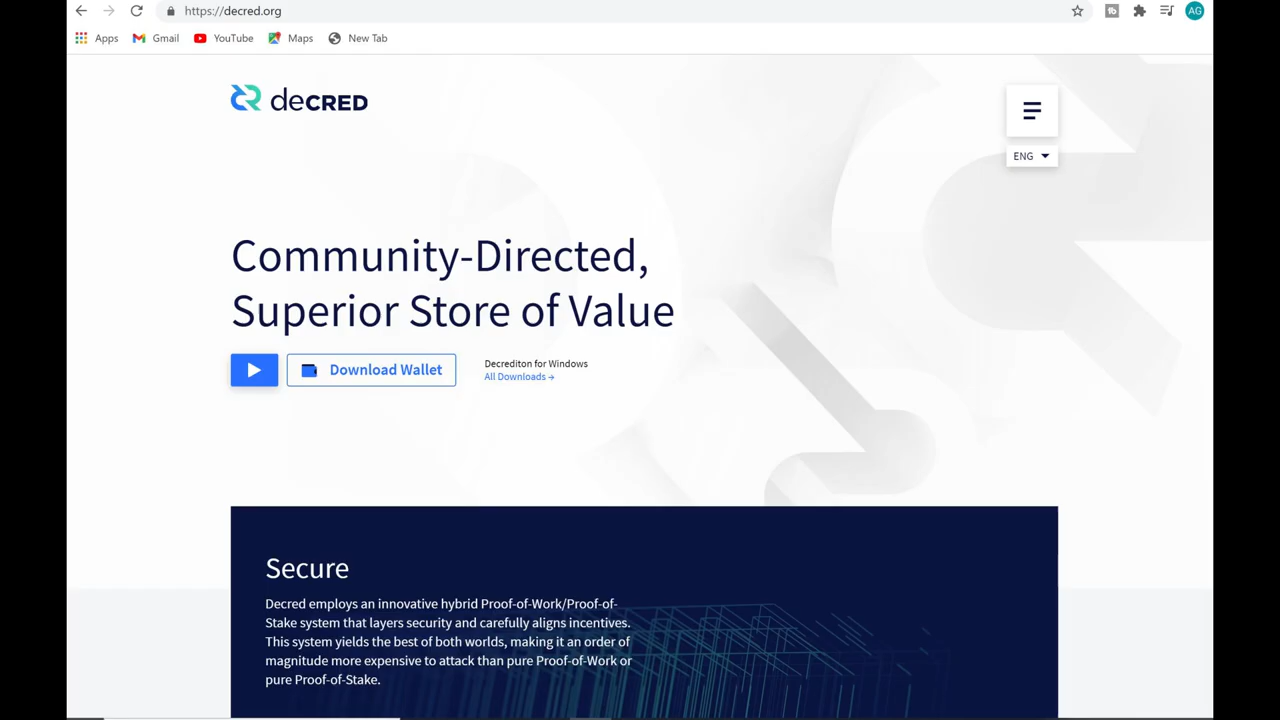 https://decred.org
AG
Apps Gmail YouTube Maps New Tab
deCRED
ENG
Community-Directed,
Superior Store of Value
Download Wallet
Decrediton for Windows
All Downloads →
Secure
Decred employs an innovative hybrid Proof-of-Work/Proof-of-
Stake system that layers security and carefully aligns incentives.
This system yields the best of both worlds, making it an order of
magnitude more expensive to attack than pure Proof-of-Work or
pure Proof-of-Stake.